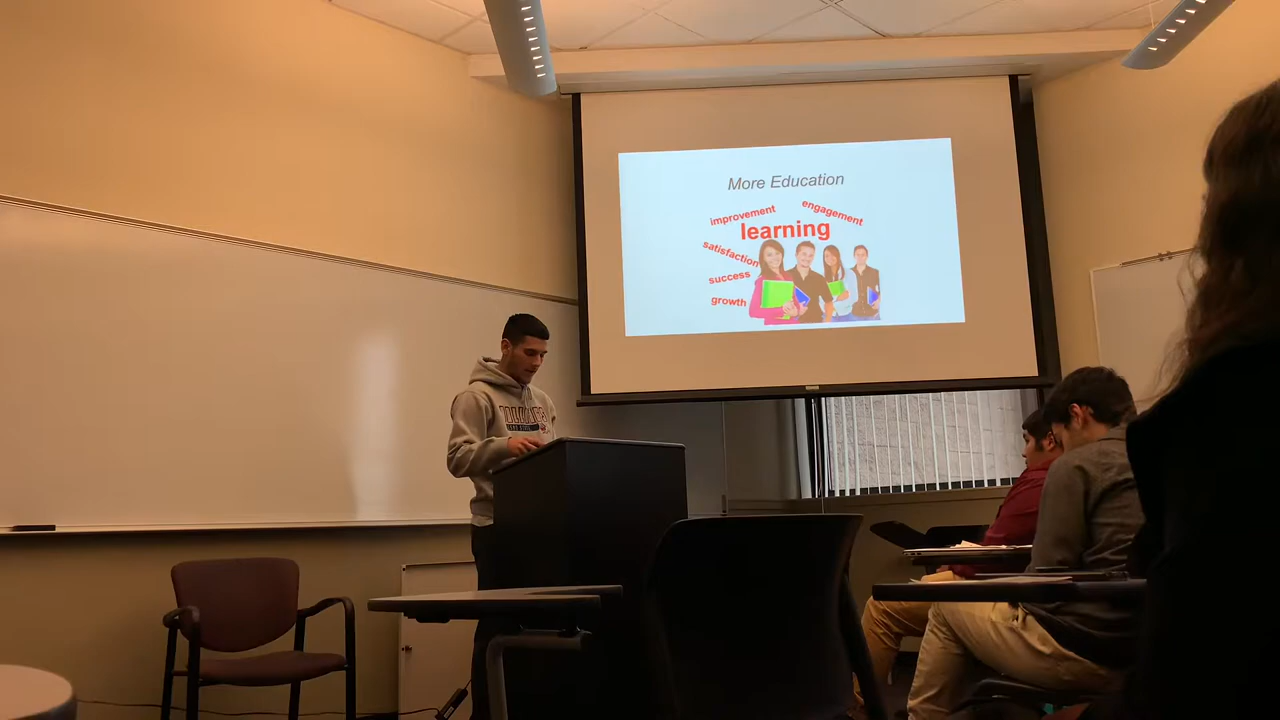 More Education
improvement
engagement
learning
satisfaction
success
growth